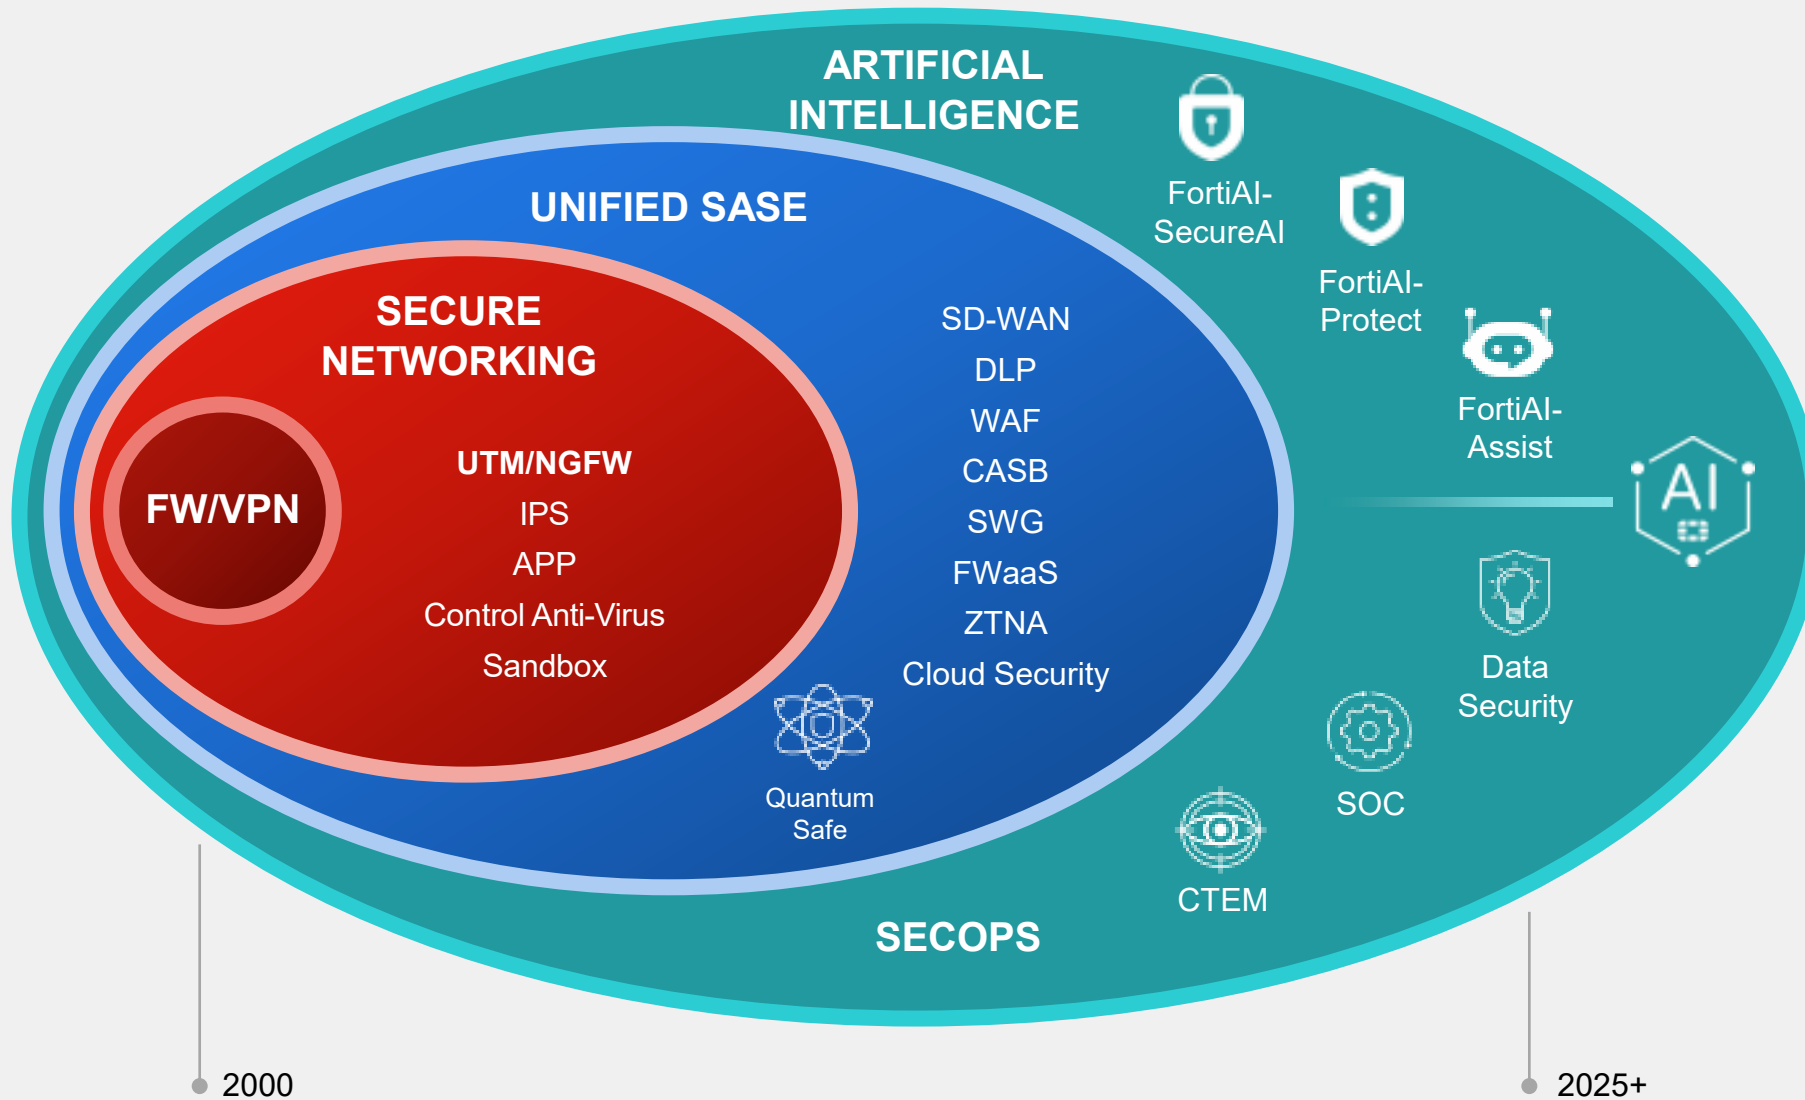 ARTIFICIAL
INTELLIGENCE
FortiAI-
SecureAI
FortiAI-
Protect
FortiAI-
Assist
AI
UNIFIED SASE
SD-WAN
DLP
WAF
CASB
SWG
FWaaS
ZTNA
Cloud Security
SECURE
NETWORKING
FW/VPN
UTM/NGFW
IPS
APP
Control Anti-Virus
Sandbox
Quantum
Safe
Data
Security
SOC
CTEM
SECOPS
2000
2025+